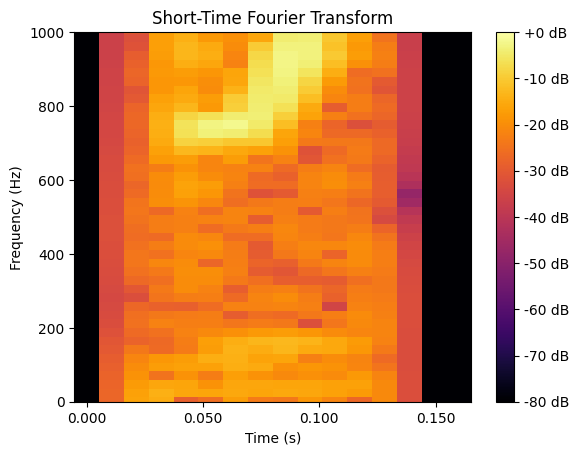 Short-Time Fourier Transform
Frequency (Hz)
1000
800
600
400
200
0
0.000
0.050
0.100
0.150
Time (s)
+0 dB
-10 dB
-20 dB
-30 dB
-40 dB
-50 dB
-60 dB
-70 dB
-80 dB